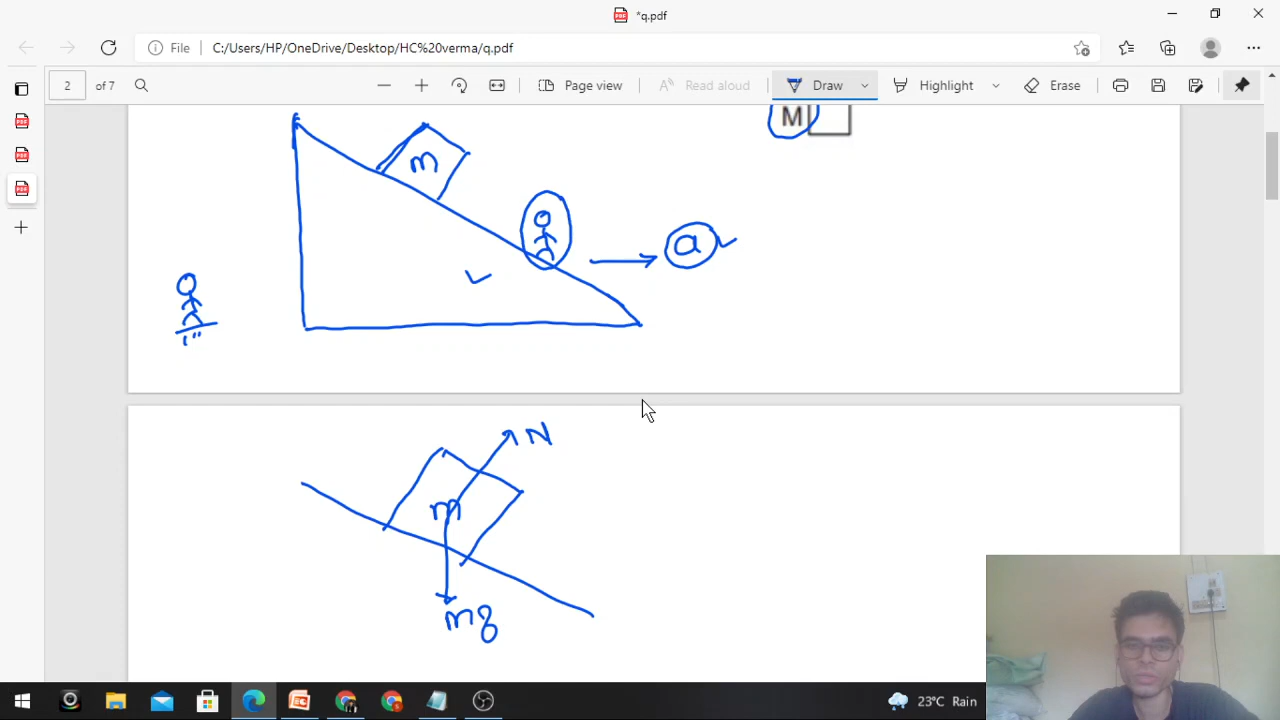 *q.pdf
File C:/Users/HP/OneDrive/Desktop/HC%20verma/q.pdf
2 of 7 Page view Read aloud Draw Highlight Erase
M
m
a
N
m
mg
23°C Rain